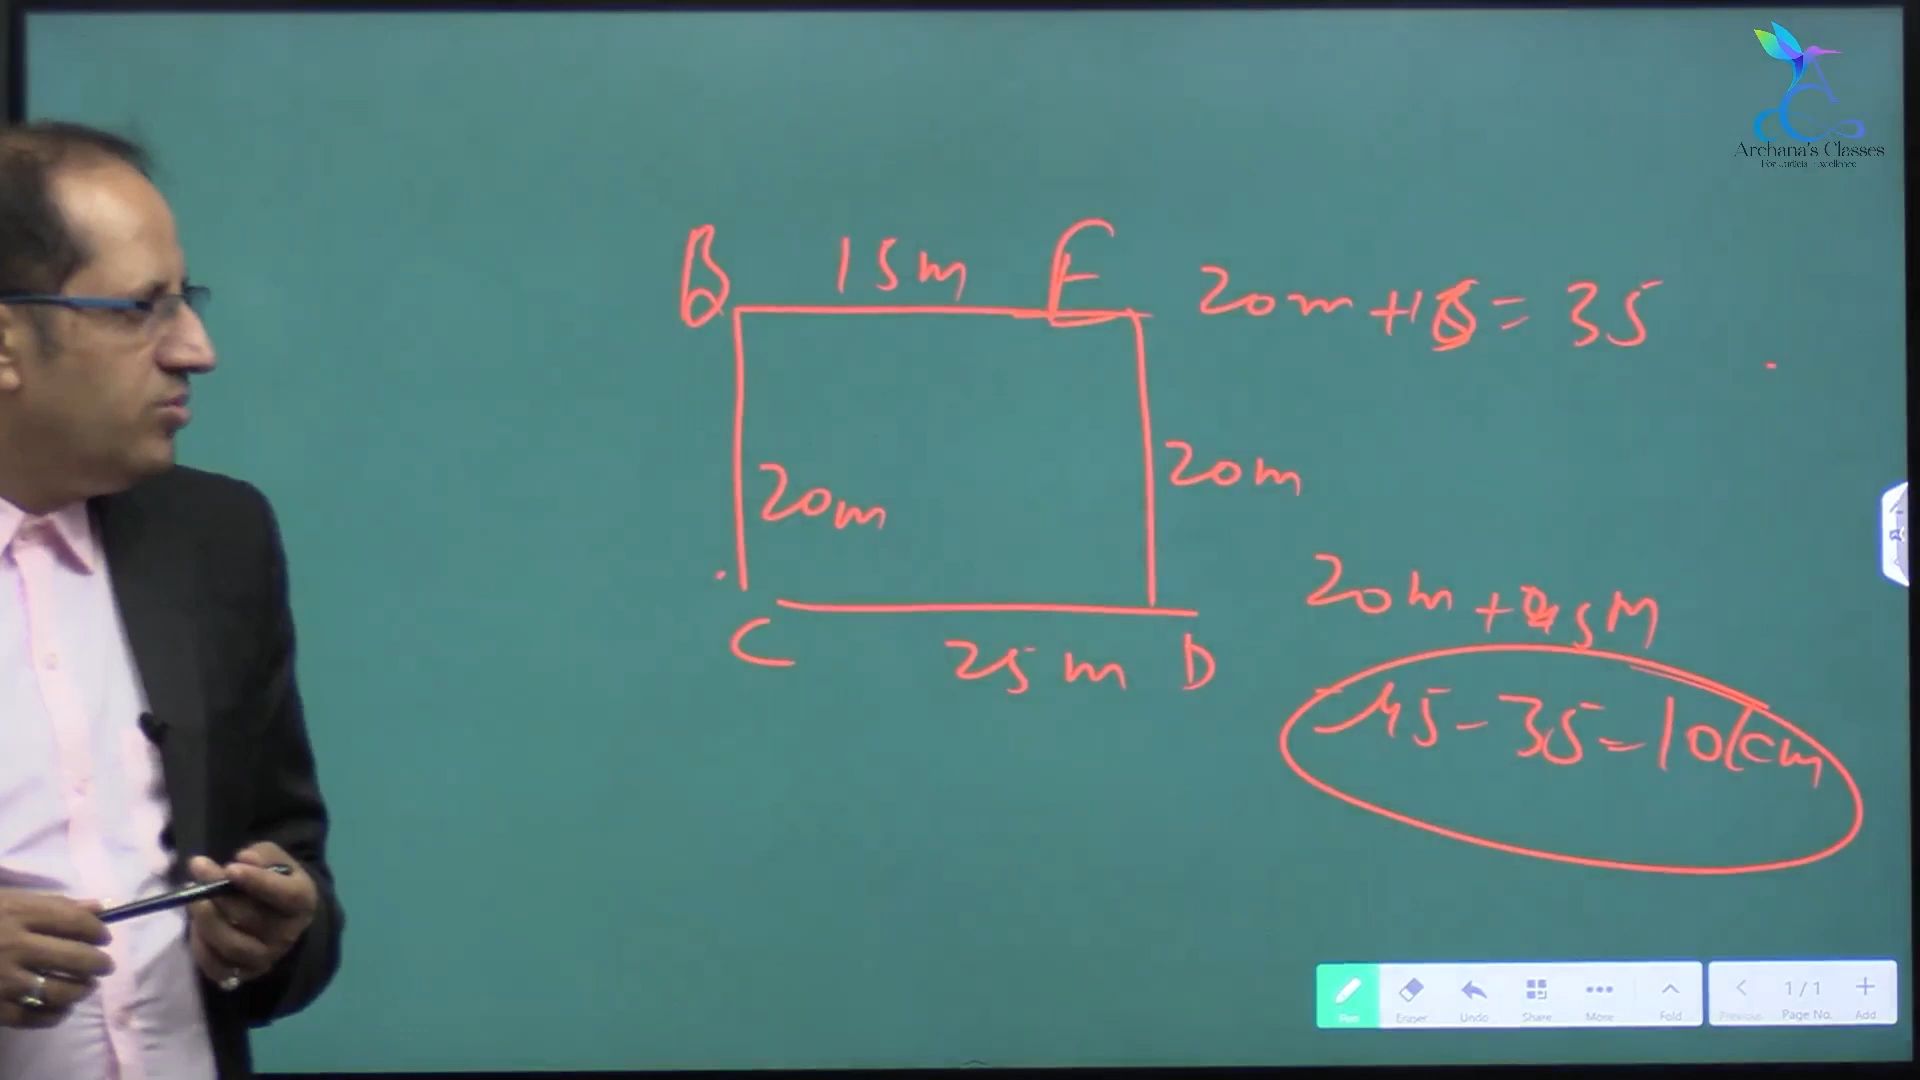 Archana's Classes
B 15m E 20m + 15 = 35
20m 20m
20m + 25M
C 25m D
45 - 35 = 10cm
Pen Eraser Undo Share More Fold Previous 1/1 Page No. Add